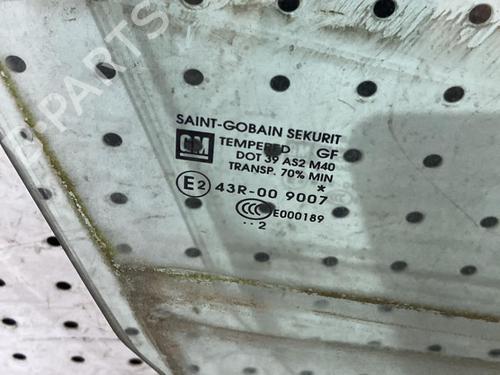 SAINT-GOBAIN SEKURIT
GM TEMPERED GF
DOT 39 AS2 M40
TRANSP. 70% MIN
*
E2 43R-00 9007
CCC E000189
··2